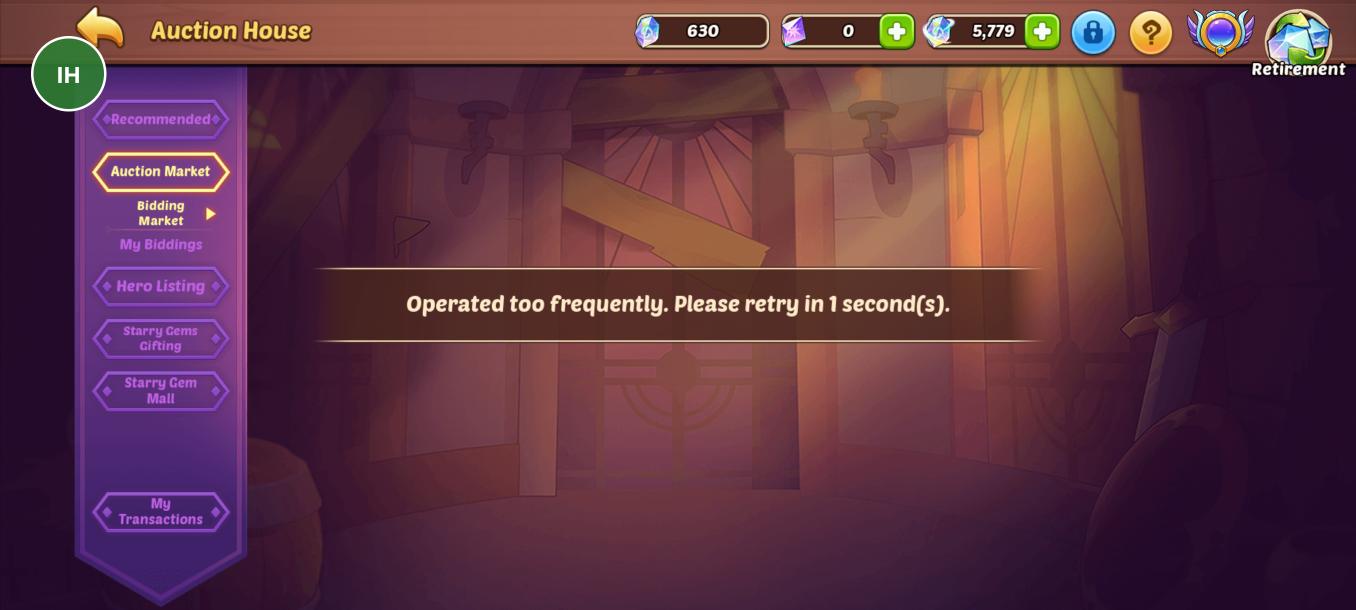 Auction House
630
0
5,779
IH
Retirement
Recommended
Auction Market
Bidding
Market
My Biddings
Hero Listing
Starry Gems
Gifting
Starry Gem
Mall
My
Transactions
Operated too frequently. Please retry in 1 second(s).